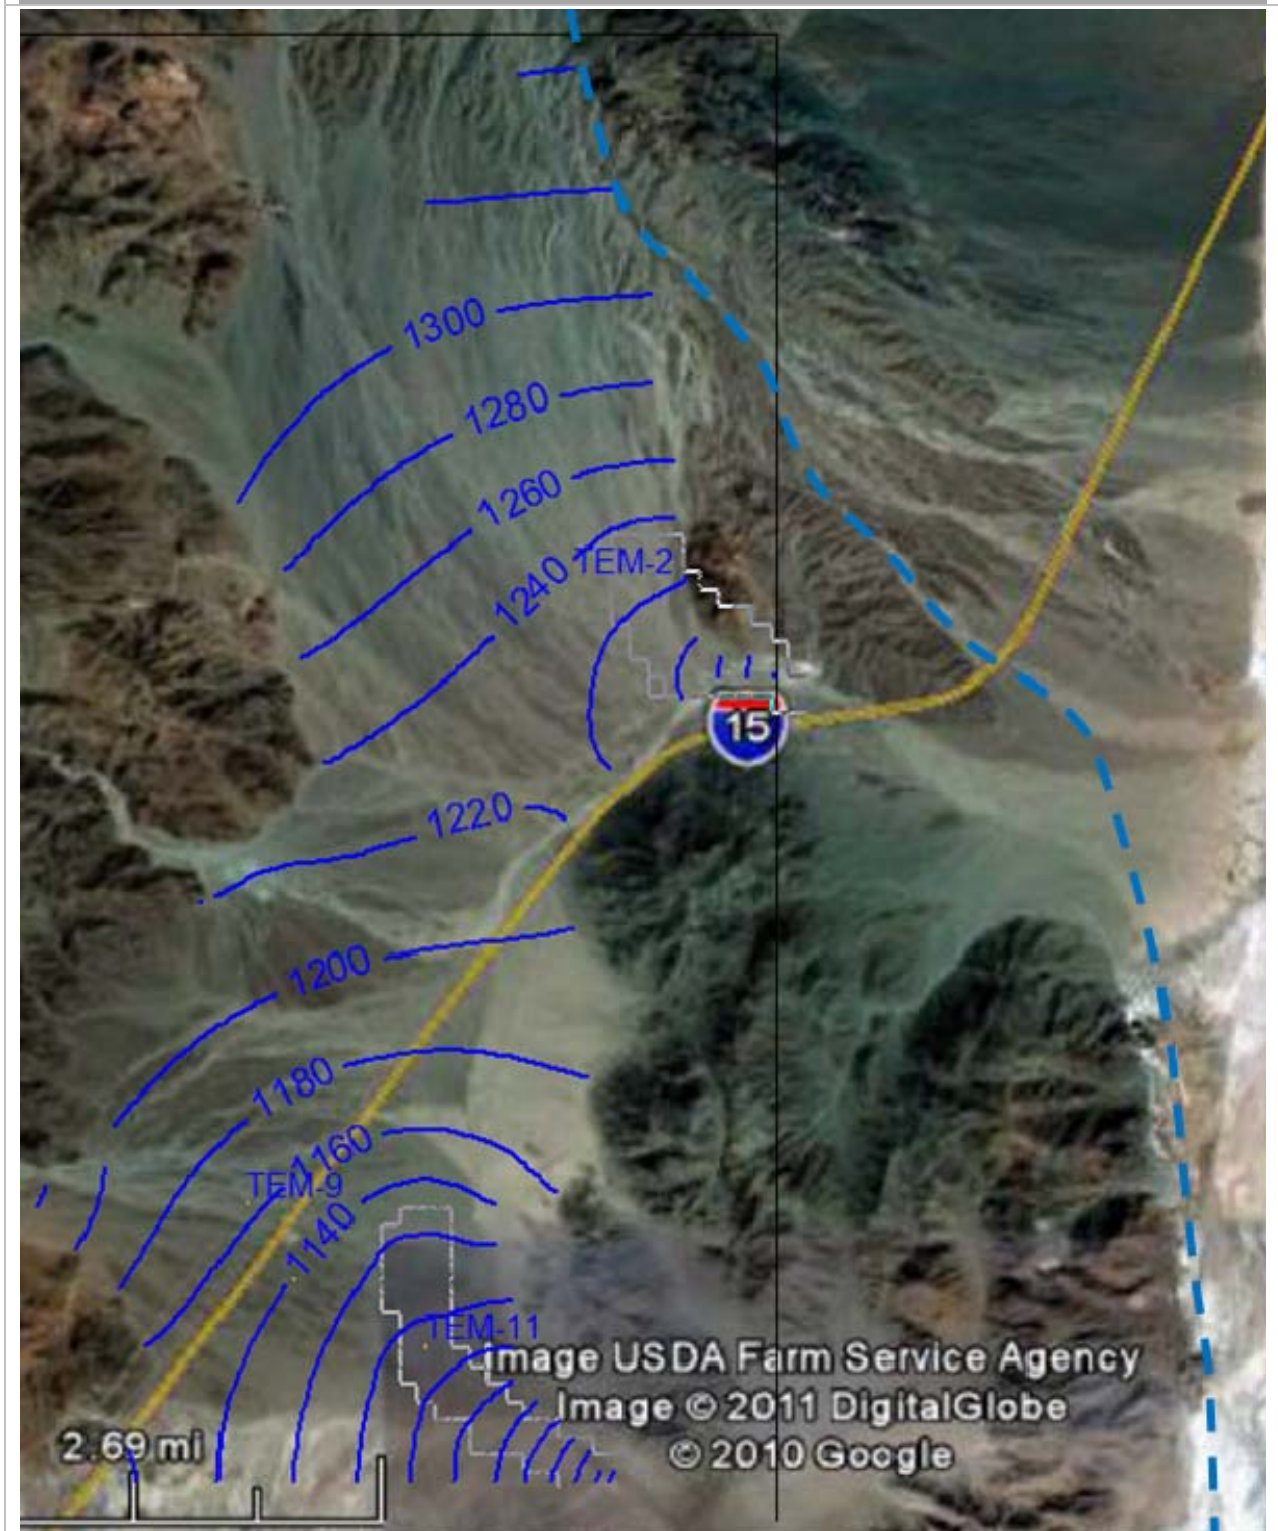 1300
1280
1260
1240
TEM-2
15
1220
1200
1180
1160
TEM-9
1140
TEM-11
Image USDA Farm Service Agency
Image © 2011 DigitalGlobe
2.69 mi
© 2010 Google